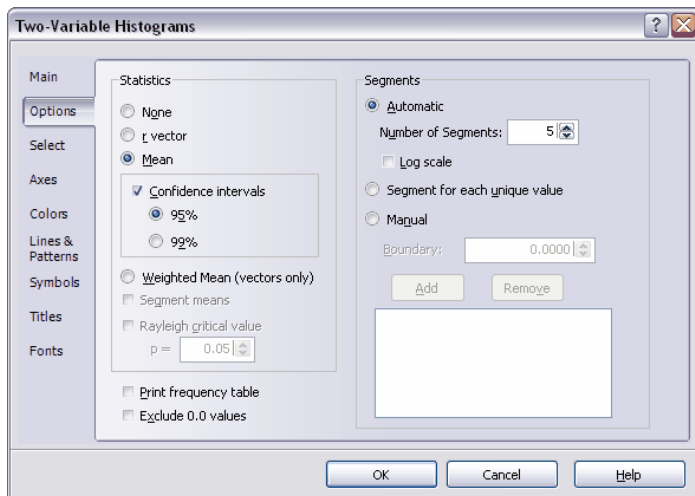 Two-Variable Histograms
Main
Options
Select
Axes
Colors
Lines &
Patterns
Symbols
Titles
Fonts
Statistics
None
r vector
Mean
Confidence intervals
95%
99%
Weighted Mean (vectors only)
Segment means
Rayleigh critical value
p = 0.05
Print frequency table
Exclude 0.0 values
Segments
Automatic
Number of Segments: 5
Log scale
Segment for each unique value
Manual
Boundary: 0.0000
Add Remove
OK Cancel Help